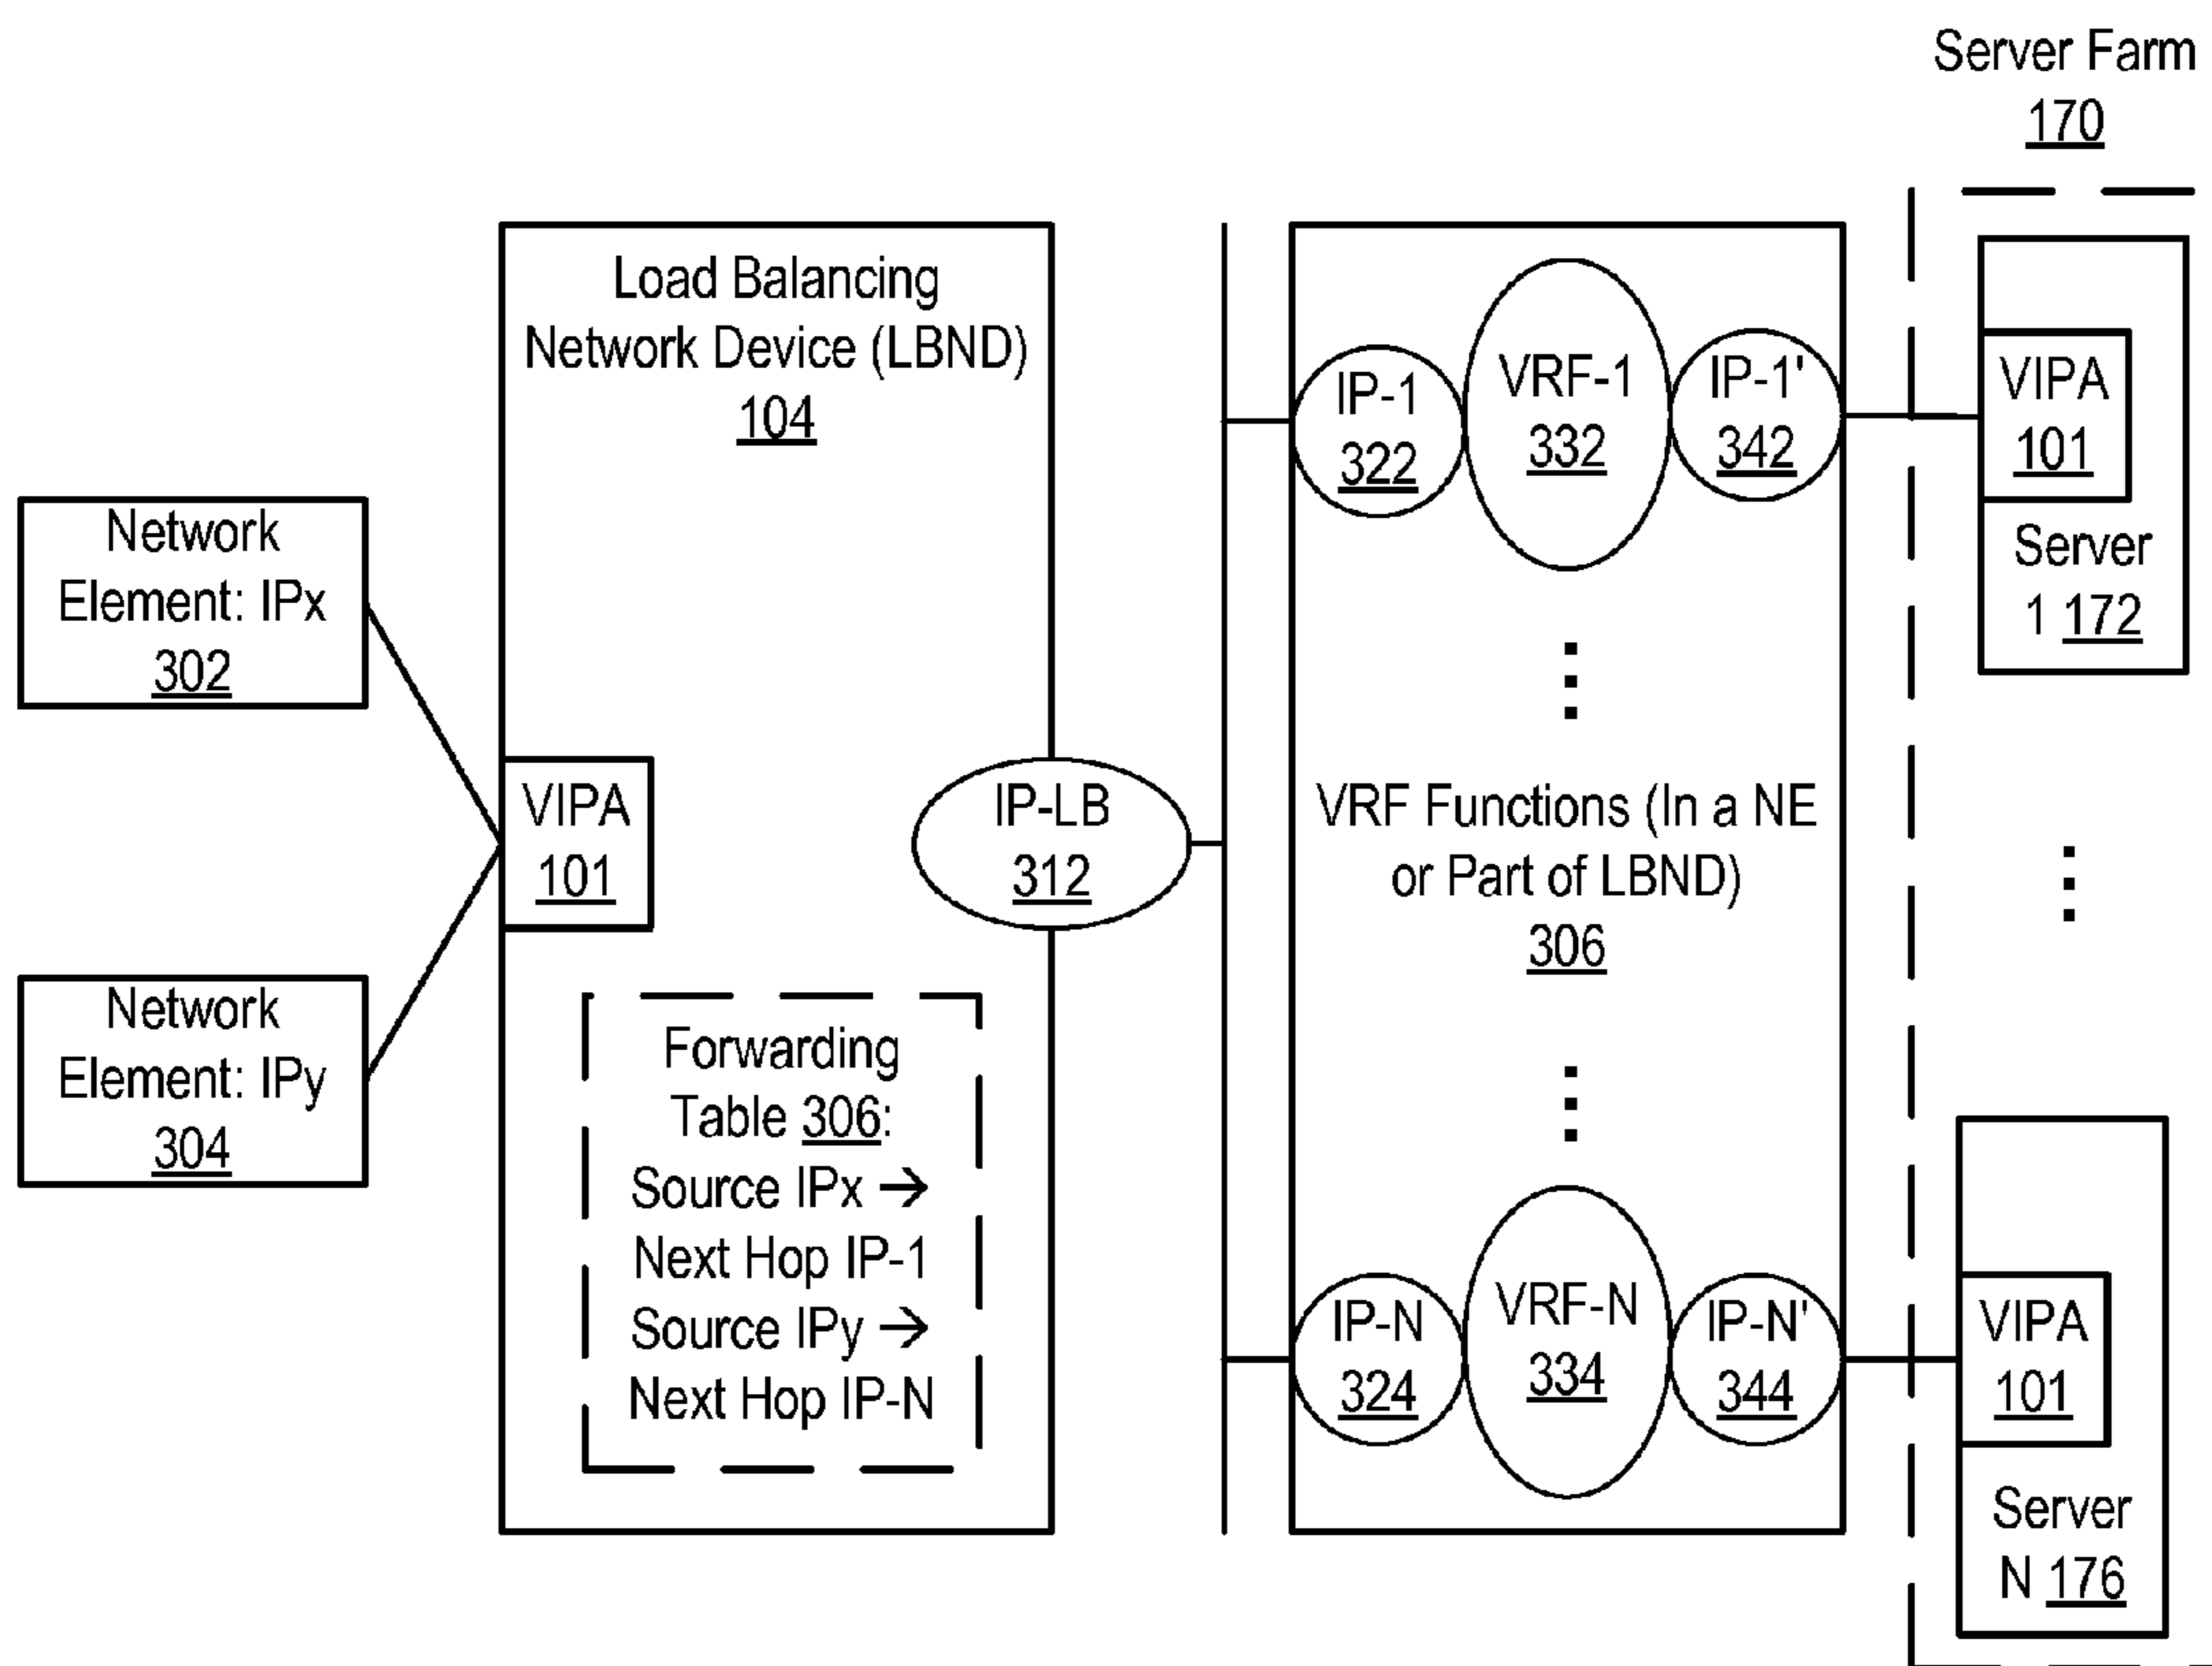 Server Farm
170
Load Balancing
Network Device (LBND)
104
Network
Element: IPx
302
Network
Element: IPy
304
VIPA
101
IP-LB
312
Forwarding
Table 306:
Source IPx →
Next Hop IP-1
Source IPy →
Next Hop IP-N
IP-1
322
VRF-1
332
IP-1'
342
VRF Functions (In a NE
or Part of LBND)
306
IP-N
324
VRF-N
334
IP-N'
344
VIPA
101
Server
1 172
VIPA
101
Server
N 176